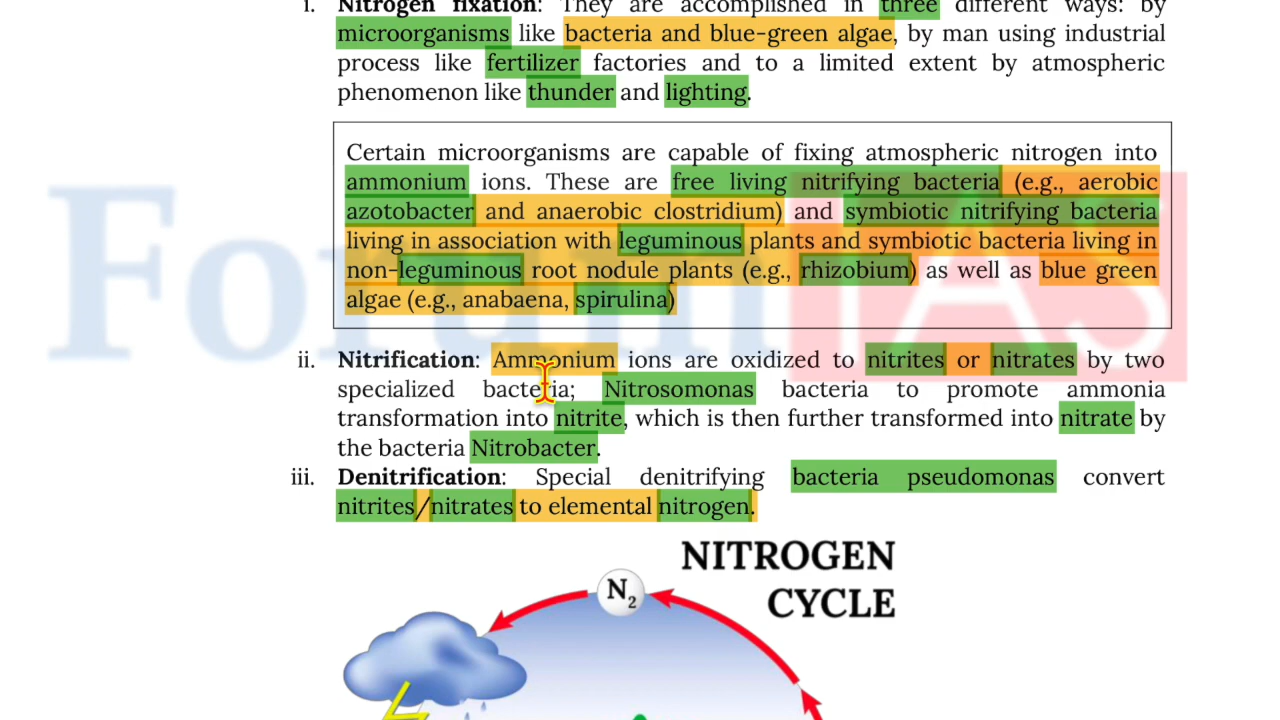 i. Nitrogen fixation: They are accomplished in three different ways: by
microorganisms like bacteria and blue-green algae, by man using industrial
process like fertilizer factories and to a limited extent by atmospheric
phenomenon like thunder and lighting.
Certain microorganisms are capable of fixing atmospheric nitrogen into
ammonium ions. These are free living nitrifying bacteria (e.g., aerobic
azotobacter and anaerobic clostridium) and symbiotic nitrifying bacteria
living in association with leguminous plants and symbiotic bacteria living in
non-leguminous root nodule plants (e.g., rhizobium) as well as blue green
algae (e.g., anabaena, spirulina)
ForumIAS
ii. Nitrification: Ammonium ions are oxidized to nitrites or nitrates by two
specialized bacteria; Nitrosomonas bacteria to promote ammonia
transformation into nitrite, which is then further transformed into nitrate by
the bacteria Nitrobacter.
iii. Denitrification: Special denitrifying bacteria pseudomonas convert
nitrites/nitrates to elemental nitrogen.
NITROGEN
CYCLE
N₂